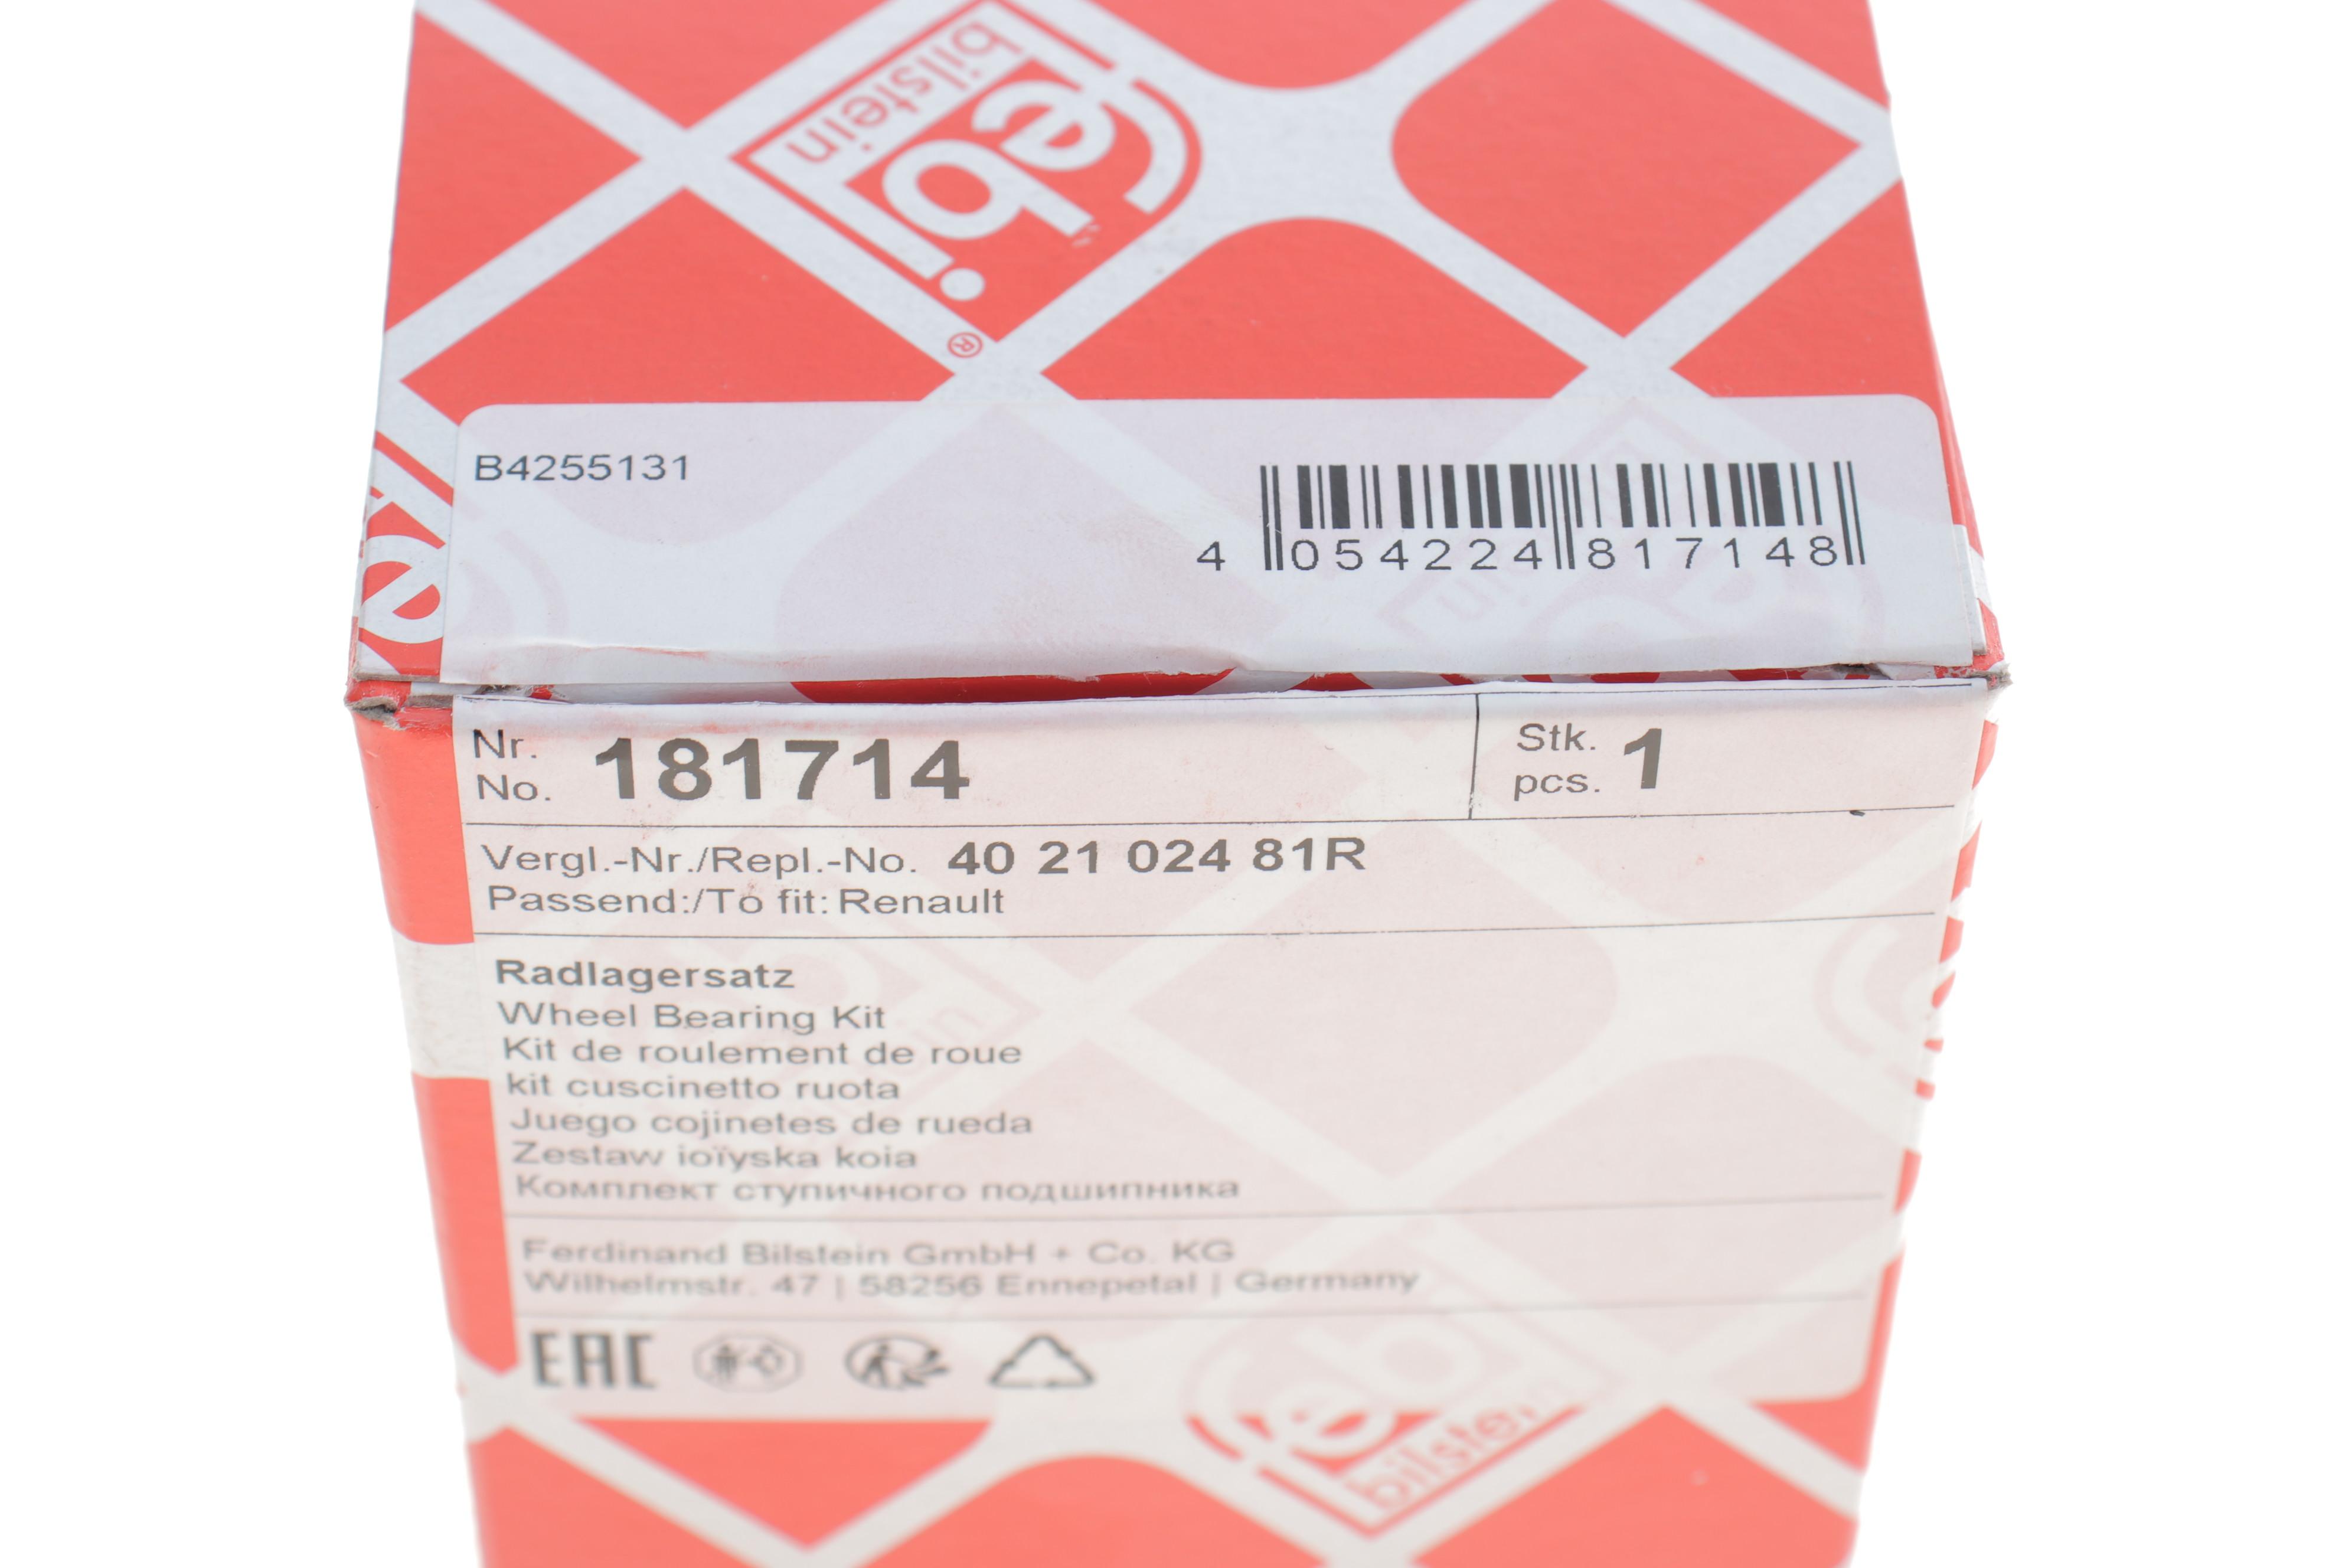 febi
bilstein
®
B4255131
4 054224 817148
Nr.
No. 181714
Stk.
pcs. 1
Vergl.-Nr./Repl.-No. 40 21 024 81R
Passend:/To fit: Renault
Radlagersatz
Wheel Bearing Kit
Kit de roulement de roue
kit cuscinetto ruota
Juego cojinetes de rueda
Zestaw ioïyska koia
Комплект ступичного подшипника
Ferdinand Bilstein GmbH + Co. KG
Wilhelmstr. 47 | 58256 Ennepetal | Germany
EAC
febi
bilstein